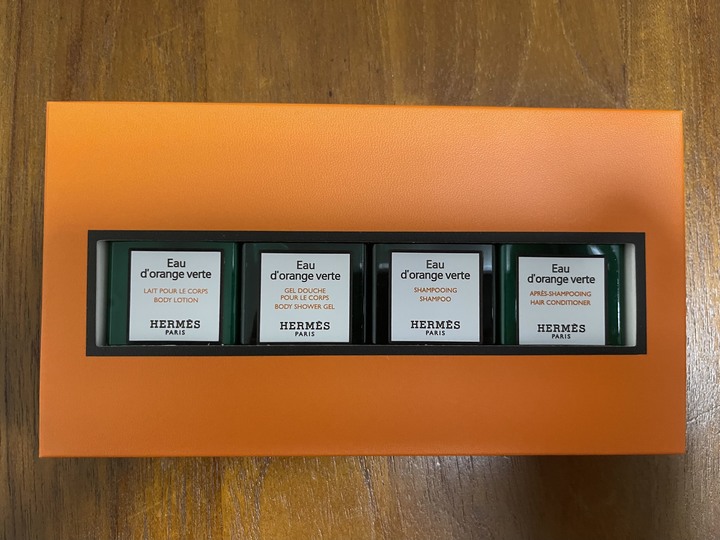 Eau
d'orange verte
LAIT POUR LE CORPS
BODY LOTION
HERMÈS
PARIS
Eau
d'orange verte
GEL DOUCHE
POUR LE CORPS
BODY SHOWER GEL
HERMÈS
PARIS
Eau
d'orange verte
SHAMPOOING
SHAMPOO
HERMÈS
PARIS
Eau
d'orange verte
APRÈS-SHAMPOOING
HAIR CONDITIONER
HERMÈS
PARIS